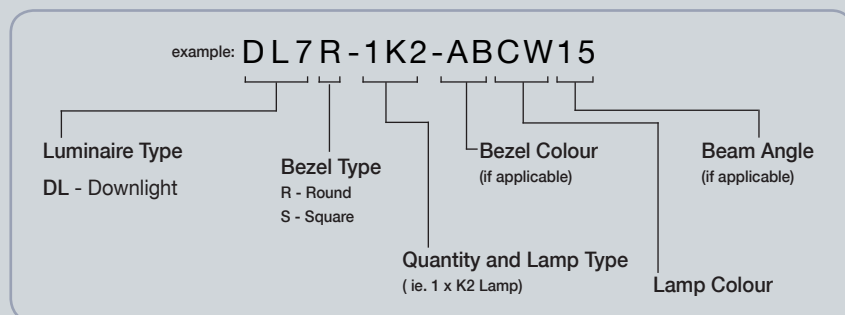 example: DL7R-1K2-ABCW15
Luminaire Type
DL - Downlight
Bezel Type
R - Round
S - Square
Quantity and Lamp Type
( ie. 1 x K2 Lamp)
Bezel Colour
(if applicable)
Lamp Colour
Beam Angle
(if applicable)